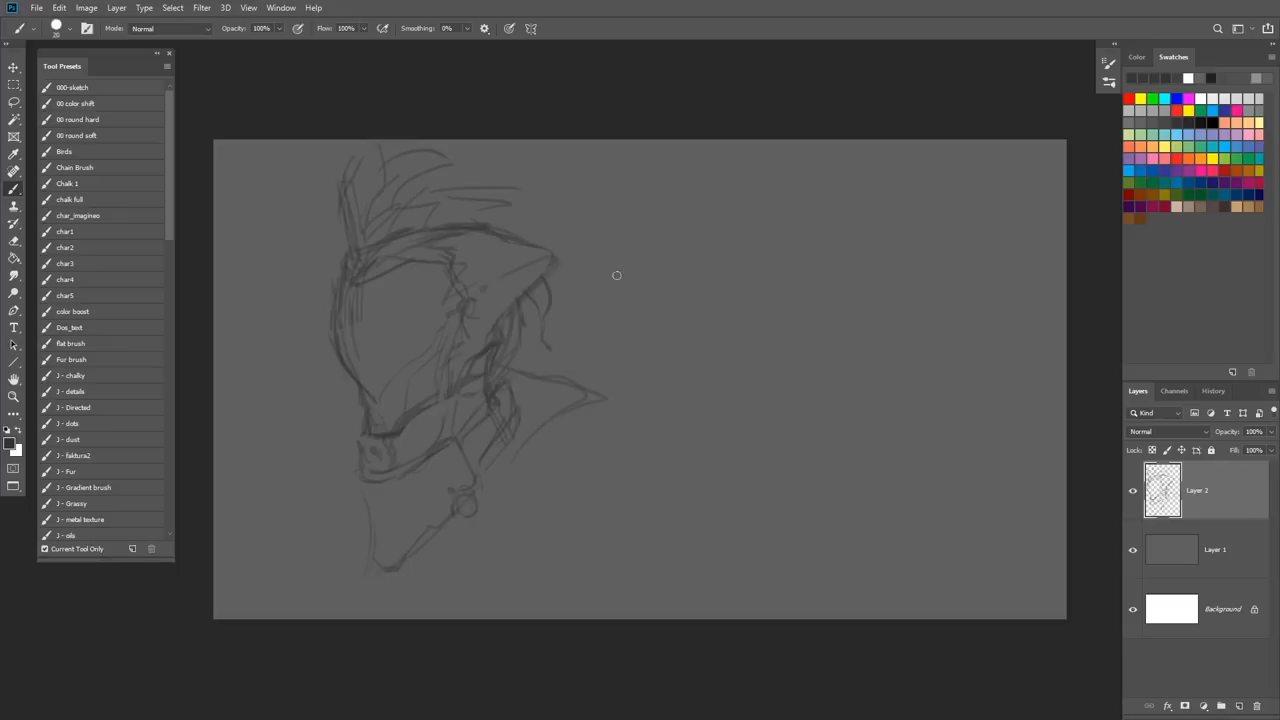 Ps File Edit Image Layer Type Select Filter 3D View Window Help
20 Mode: Normal Opacity: 100% Flow: 100% Smoothing: 0%
Tool Presets
000-sketch
00 color shift
00 round hard
00 round soft
Birds
Chain Brush
Chalk 1
chalk full
char_imagineo
char1
char2
char3
char4
char5
color boost
Dos_text
flat brush
Fur brush
J - chalky
J - details
J - Directed
J - dots
J - dust
J - faktura2
J - Fur
J - Gradient brush
J - Grassy
J - metal texture
J - oils
Current Tool Only
Color Swatches
Layers Channels History
Kind
Normal Opacity: 100%
Lock: Fill: 100%
Layer 2
Layer 1
Background